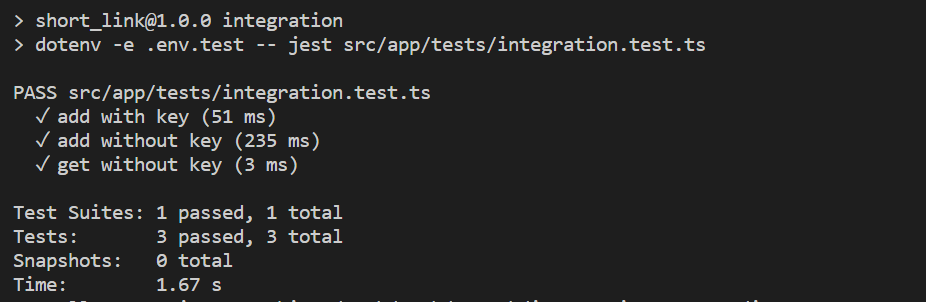 > short_link@1.0.0 integration
> dotenv -e .env.test -- jest src/app/tests/integration.test.ts
PASS src/app/tests/integration.test.ts
✓ add with key (51 ms)
✓ add without key (235 ms)
✓ get without key (3 ms)
Test Suites: 1 passed, 1 total
Tests:       3 passed, 3 total
Snapshots:   0 total
Time:        1.67 s